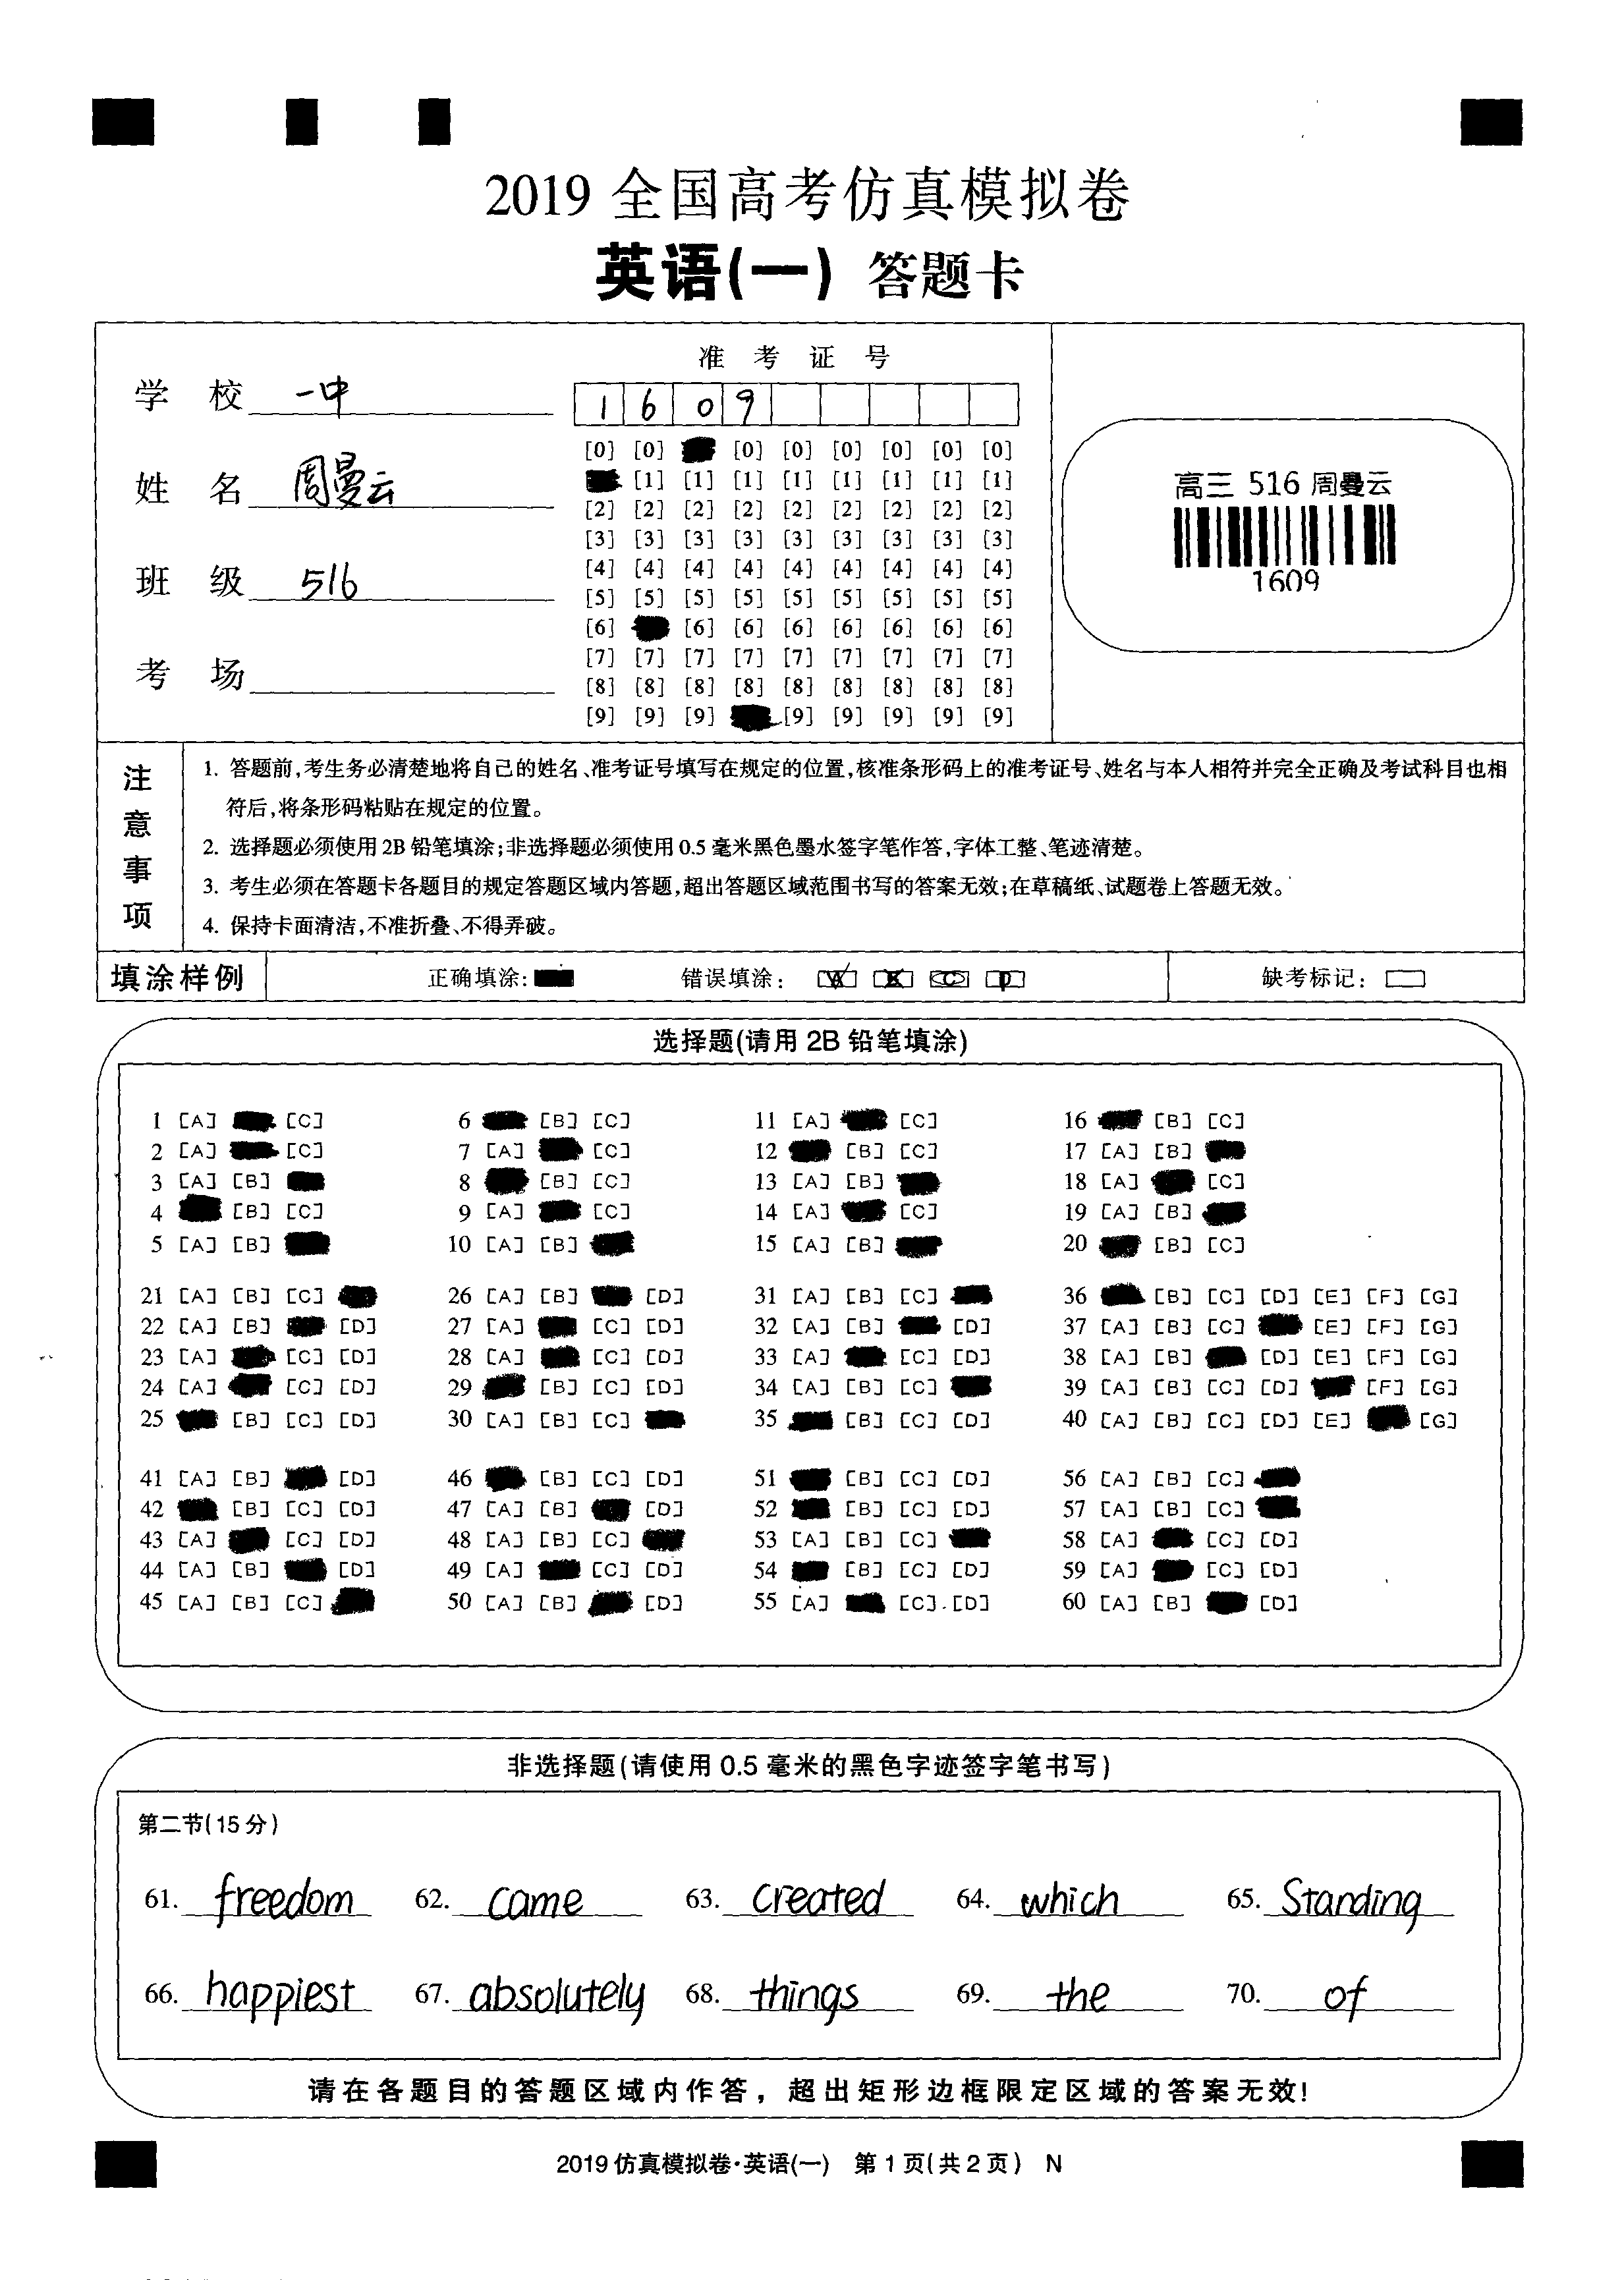 2019 全国高考仿真模拟卷
英语(一) 答题卡
学 校 一中
姓 名 周曼云
班 级 516
考 场
准 考 证 号
1 6 0 9
[0] [0] [0] [0] [0] [0] [0] [0]
[1] [1] [1] [1] [1] [1] [1] [1]
[2] [2] [2] [2] [2] [2] [2] [2] [2]
[3] [3] [3] [3] [3] [3] [3] [3] [3]
[4] [4] [4] [4] [4] [4] [4] [4] [4]
[5] [5] [5] [5] [5] [5] [5] [5] [5]
[6] [6] [6] [6] [6] [6] [6] [6]
[7] [7] [7] [7] [7] [7] [7] [7] [7]
[8] [8] [8] [8] [8] [8] [8] [8] [8]
[9] [9] [9] [9] [9] [9] [9] [9]
高三 516 周曼云
1609
注意事项
1. 答题前,考生务必清楚地将自己的姓名、准考证号填写在规定的位置,核准条形码上的准考证号、姓名与本人相符并完全正确及考试科目也相
符后,将条形码粘贴在规定的位置。
2. 选择题必须使用2B铅笔填涂;非选择题必须使用0.5毫米黑色墨水签字笔作答,字体工整、笔迹清楚。
3. 考生必须在答题卡各题目的规定答题区域内答题,超出答题区域范围书写的答案无效;在草稿纸、试题卷上答题无效。
4. 保持卡面清洁,不准折叠、不得弄破。
填涂样例 正确填涂: 错误填涂: [A] [B] [C] [D] 缺考标记:
选择题(请用 2B 铅笔填涂)
1 [A] [C] 6 [B] [C] 11 [A] [C] 16 [B] [C]
2 [A] [C] 7 [A] [C] 12 [B] [C] 17 [A] [B]
3 [A] [B] 8 [B] [C] 13 [A] [B] 18 [A] [C]
4 [B] [C] 9 [A] [C] 14 [A] [C] 19 [A] [B]
5 [A] [B] 10 [A] [B] 15 [A] [B] 20 [B] [C]
21 [A] [B] [C] 26 [A] [B] [D] 31 [A] [B] [C] 36 [B] [C] [D] [E] [F] [G]
22 [A] [B] [D] 27 [A] [C] [D] 32 [A] [B] [D] 37 [A] [B] [C] [E] [F] [G]
23 [A] [C] [D] 28 [A] [C] [D] 33 [A] [C] [D] 38 [A] [B] [D] [E] [F] [G]
24 [A] [C] [D] 29 [B] [C] [D] 34 [A] [B] [C] 39 [A] [B] [C] [D] [F] [G]
25 [B] [C] [D] 30 [A] [B] [C] 35 [B] [C] [D] 40 [A] [B] [C] [D] [E] [G]
41 [A] [B] [D] 46 [B] [C] [D] 51 [B] [C] [D] 56 [A] [B] [C]
42 [B] [C] [D] 47 [A] [B] [D] 52 [B] [C] [D] 57 [A] [B] [C]
43 [A] [C] [D] 48 [A] [B] [C] 53 [A] [B] [C] 58 [A] [C] [D]
44 [A] [B] [D] 49 [A] [C] [D] 54 [B] [C] [D] 59 [A] [C] [D]
45 [A] [B] [C] 50 [A] [B] [D] 55 [A] [C] [D] 60 [A] [B] [D]
非选择题(请使用 0.5 毫米的黑色字迹签字笔书写)
第二节(15分)
61. freedom 62. came 63. created 64. which 65. Standing
66. happiest 67. absolutely 68. things 69. the 70. of
请在各题目的答题区域内作答，超出矩形边框限定区域的答案无效!
2019 仿真模拟卷·英语(一) 第 1 页(共 2 页) N